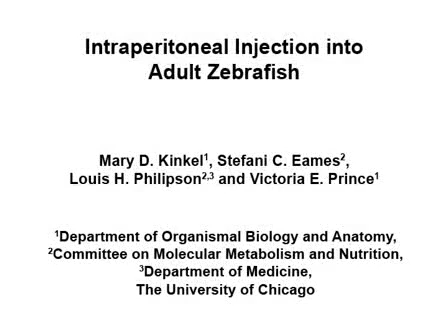 Intraperitoneal Injection into
Adult Zebrafish
Mary D. Kinkel¹, Stefani C. Eames²,
Louis H. Philipson²,³ and Victoria E. Prince¹
¹Department of Organismal Biology and Anatomy,
²Committee on Molecular Metabolism and Nutrition,
³Department of Medicine,
The University of Chicago